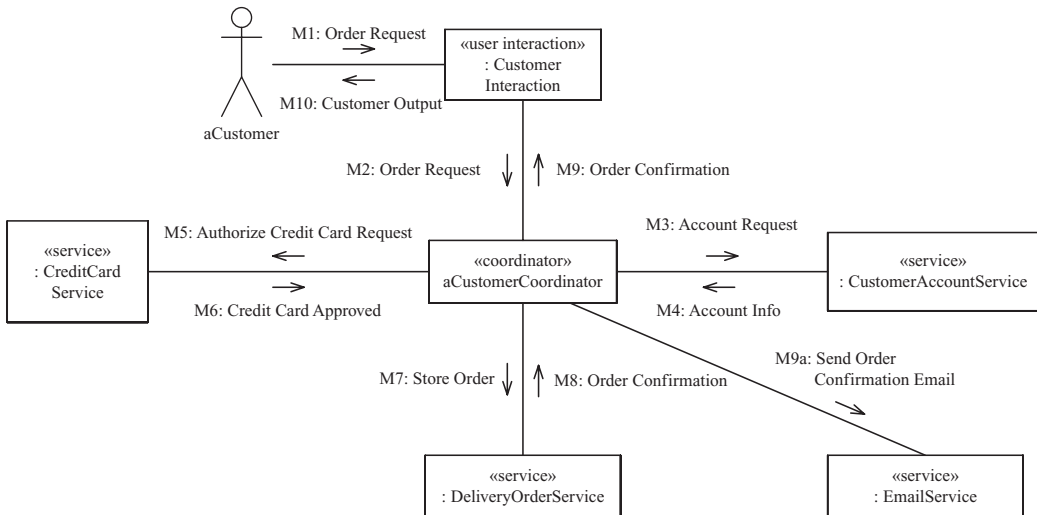 M1: Order Request
«user interaction»
: Customer
Interaction
M10: Customer Output
aCustomer
M2: Order Request
M9: Order Confirmation
M5: Authorize Credit Card Request
M3: Account Request
«service»
: CreditCard
Service
«coordinator»
aCustomerCoordinator
«service»
: CustomerAccountService
M6: Credit Card Approved
M4: Account Info
M7: Store Order
M8: Order Confirmation
M9a: Send Order
Confirmation Email
«service»
: DeliveryOrderService
«service»
: EmailService